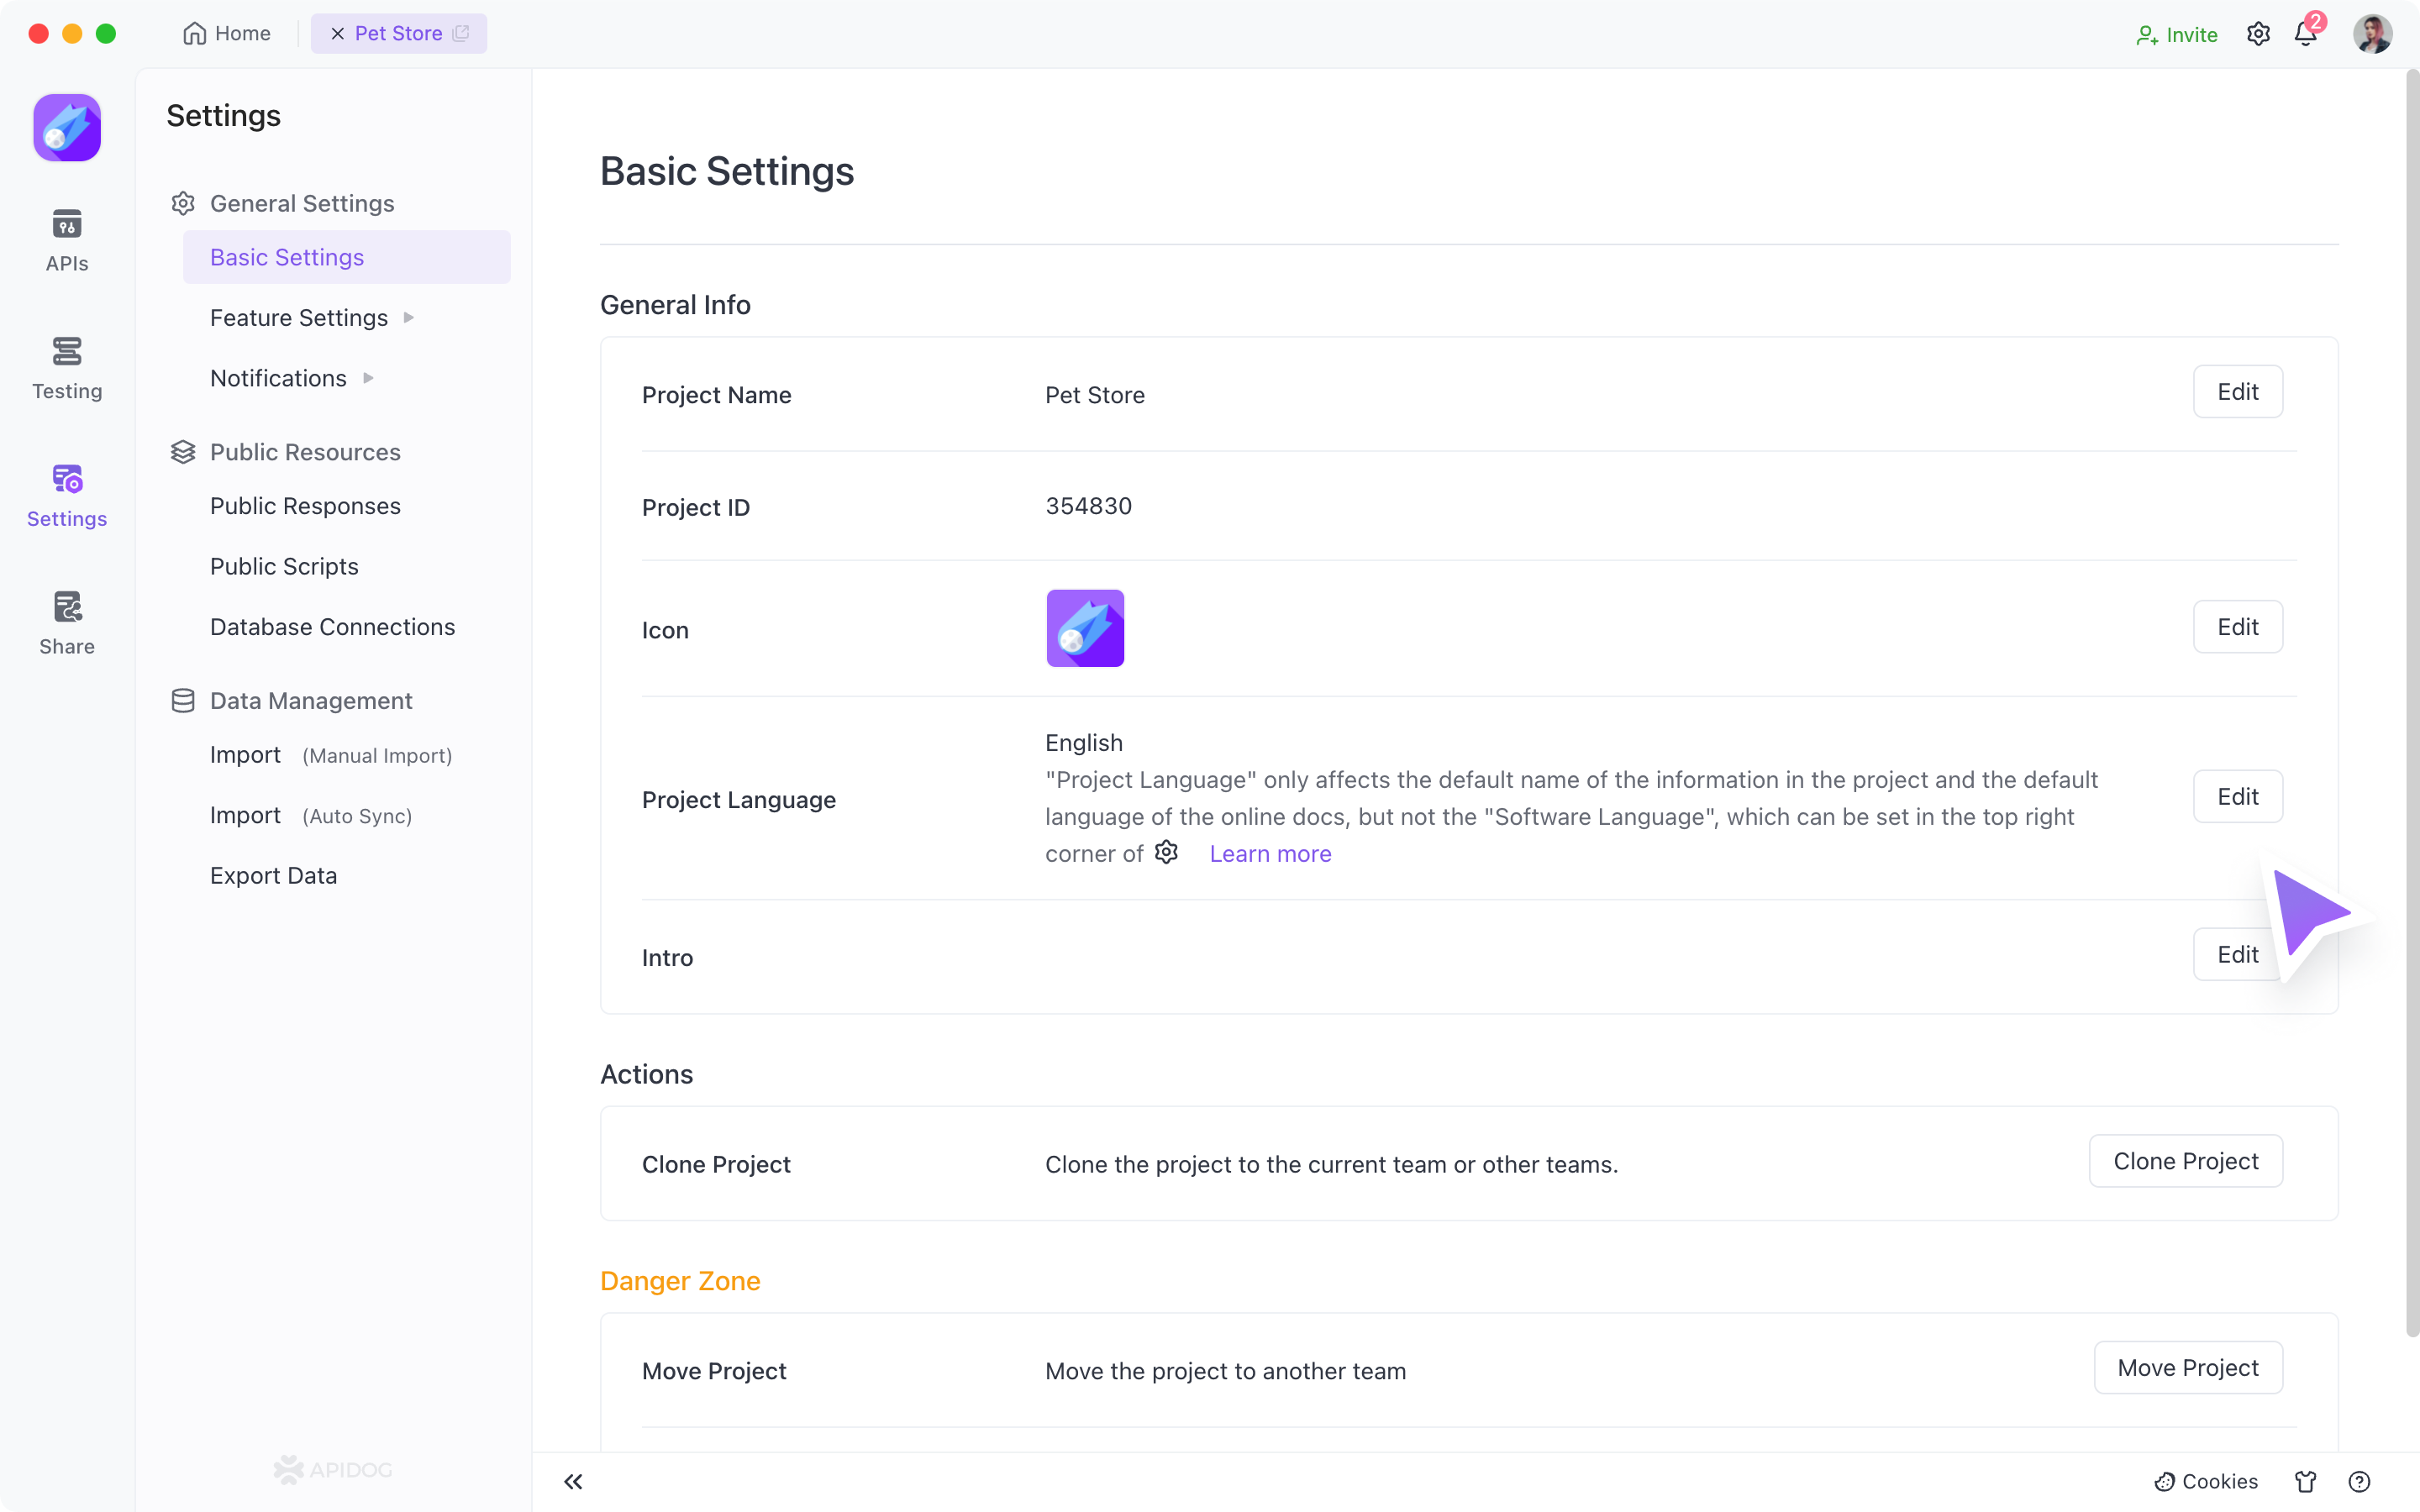 Home
Pet Store
Invite
2
APIs
Testing
Settings
Share
Settings
General Settings
Basic Settings
Feature Settings
Notifications
Public Resources
Public Responses
Public Scripts
Database Connections
Data Management
Import (Manual Import)
Import (Auto Sync)
Export Data
APIDOG
Basic Settings
General Info
Project Name Pet Store Edit
Project ID 354830
Icon Edit
Project Language
English
"Project Language" only affects the default name of the information in the project and the default
language of the online docs, but not the "Software Language", which can be set in the top right
corner of Learn more
Edit
Intro Edit
Actions
Clone Project Clone the project to the current team or other teams. Clone Project
Danger Zone
Move Project Move the project to another team Move Project
Cookies